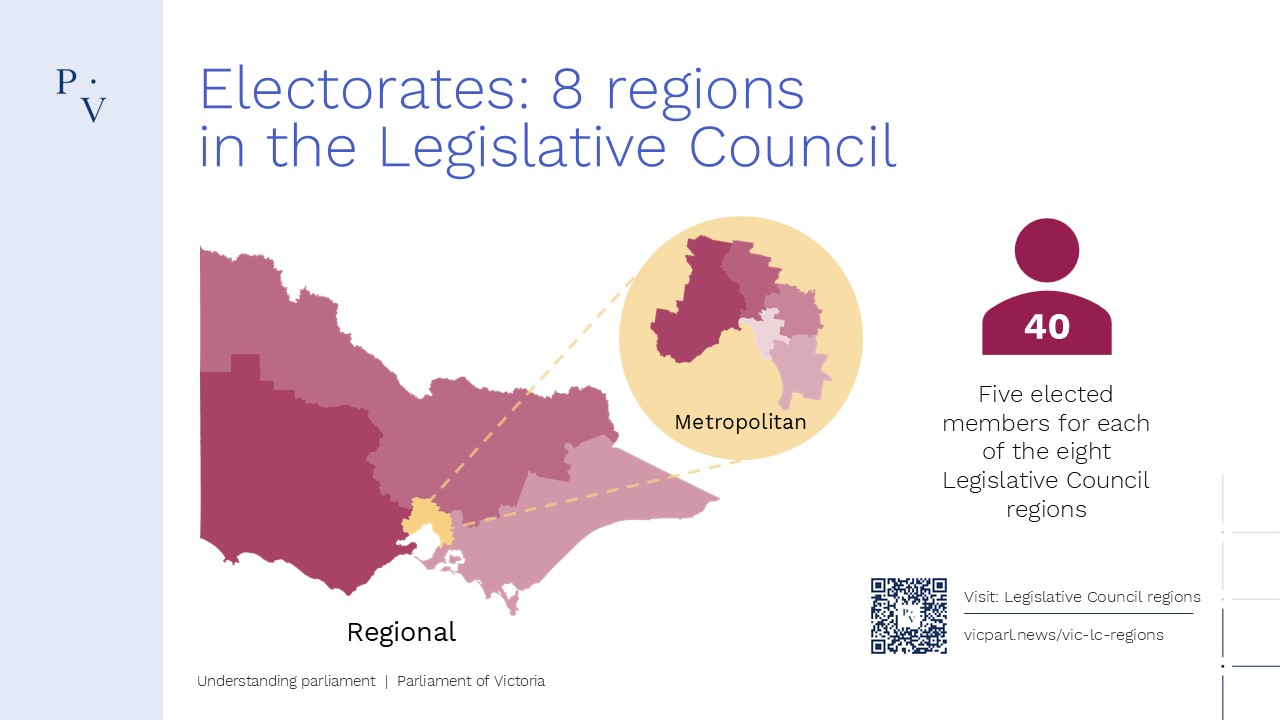 P
V
Electorates: 8 regions
in the Legislative Council
Metropolitan
Regional
40
Five elected
members for each
of the eight
Legislative Council
regions
Visit: Legislative Council regions
vicparl.news/vic-lc-regions
Understanding parliament | Parliament of Victoria